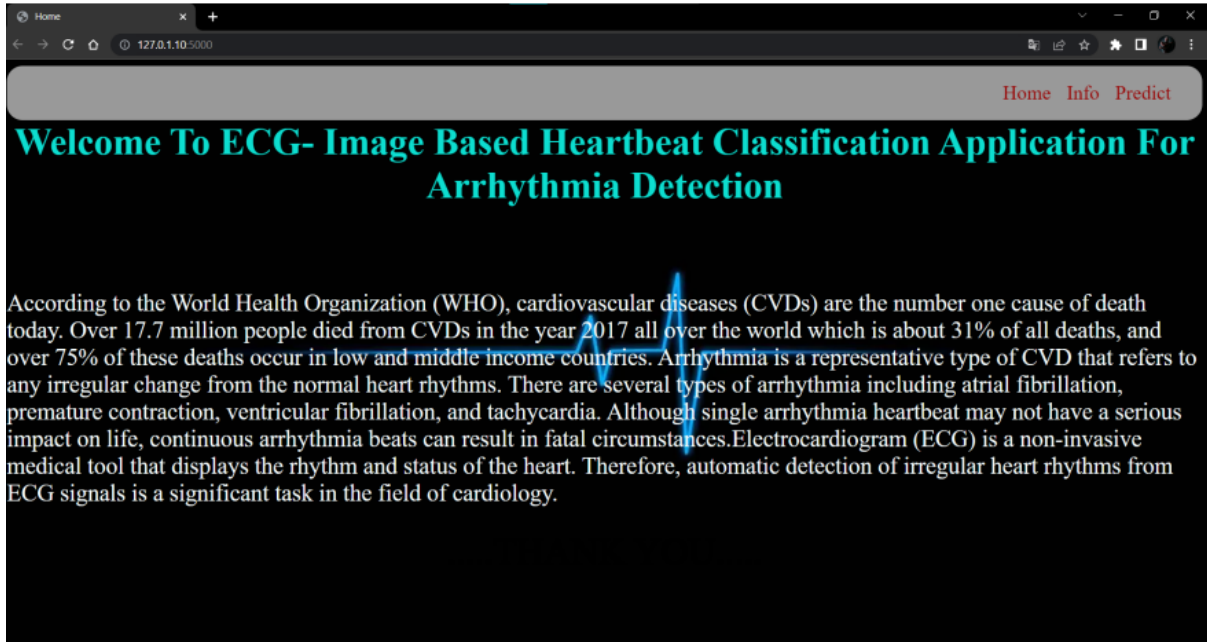 Home
127.0.1.10:5000
Home Info Predict
Welcome To ECG- Image Based Heartbeat Classification Application For
Arrhythmia Detection
According to the World Health Organization (WHO), cardiovascular diseases (CVDs) are the number one cause of death
today. Over 17.7 million people died from CVDs in the year 2017 all over the world which is about 31% of all deaths, and
over 75% of these deaths occur in low and middle income countries. Arrhythmia is a representative type of CVD that refers to
any irregular change from the normal heart rhythms. There are several types of arrhythmia including atrial fibrillation,
premature contraction, ventricular fibrillation, and tachycardia. Although single arrhythmia heartbeat may not have a serious
impact on life, continuous arrhythmia beats can result in fatal circumstances.Electrocardiogram (ECG) is a non-invasive
medical tool that displays the rhythm and status of the heart. Therefore, automatic detection of irregular heart rhythms from
ECG signals is a significant task in the field of cardiology.